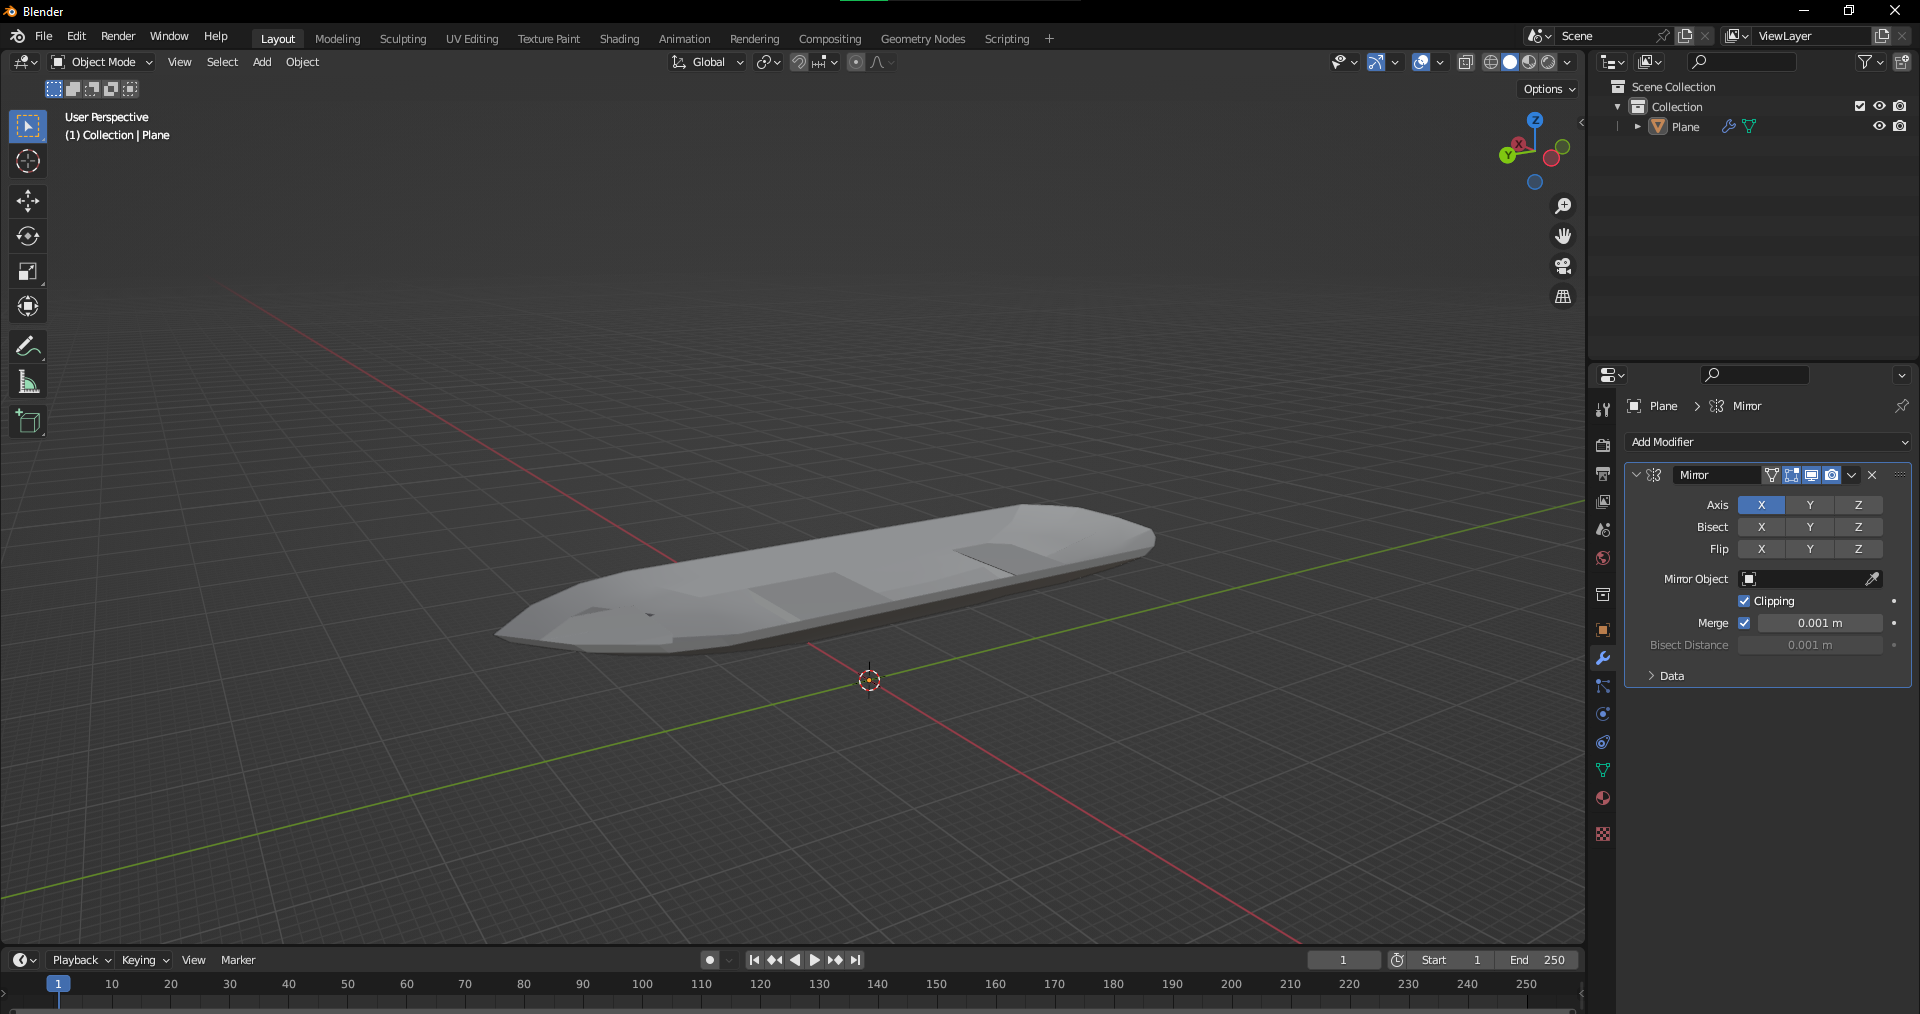 Blender
File Edit Render Window Help Layout Modeling Sculpting UV Editing Texture Paint Shading Animation Rendering Compositing Geometry Nodes Scripting + Scene ViewLayer
Object Mode View Select Add Object Global
Options
User Perspective
(1) Collection | Plane
Z
X
Y
Scene Collection
Collection
Plane
Plane > Mirror
Add Modifier
Mirror
Axis X Y Z
Bisect X Y Z
Flip X Y Z
Mirror Object
Clipping
Merge 0.001 m
Bisect Distance 0.001 m
Data
Playback Keying View Marker 1 Start 1 End 250
1 10 20 30 40 50 60 70 80 90 100 110 120 130 140 150 160 170 180 190 200 210 220 230 240 250